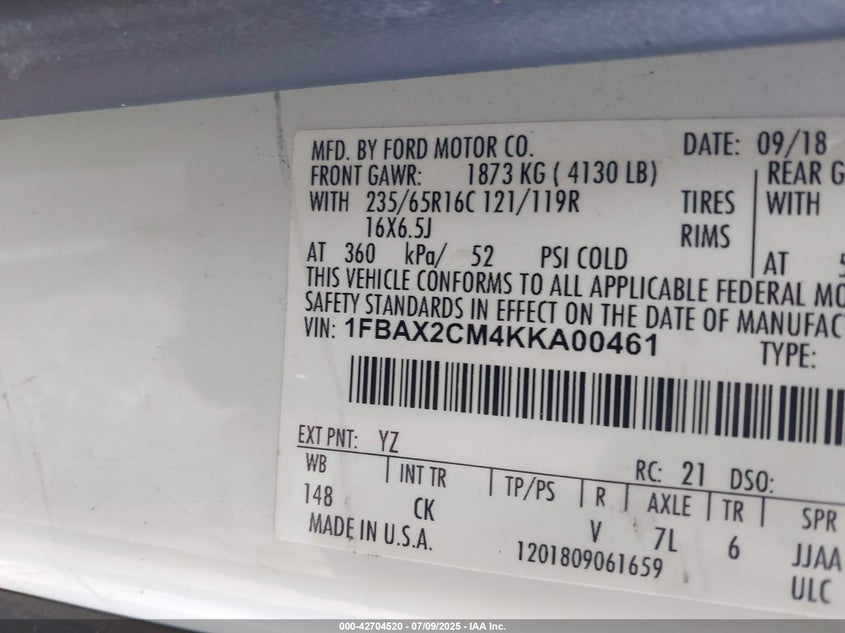 MFD. BY FORD MOTOR CO. DATE: 09/18
FRONT GAWR: 1873 KG ( 4130 LB) REAR G
WITH 235/65R16C 121/119R TIRES WITH
16X6.5J RIMS
AT 360 kPa/ 52 PSI COLD AT 5
THIS VEHICLE CONFORMS TO ALL APPLICABLE FEDERAL MO
SAFETY STANDARDS IN EFFECT ON THE DATE OF MANUFAC
VIN: 1FBAX2CM4KKA00461 TYPE:
EXT PNT: YZ RC: 21 DSO:
WB INT TR TP/PS R AXLE TR SPR
148 CK V 7L 6 JJAA
MADE IN U.S.A. 1201809061659 ULC
000-42704520 - 07/09/2025 - IAA Inc.